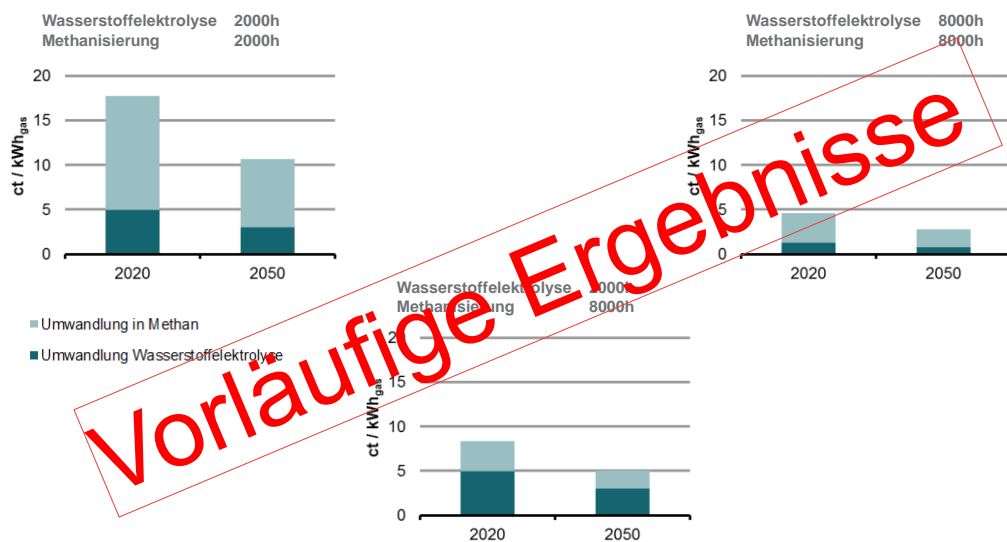 Wasserstoffelektrolyse 2000h
Methanisierung 2000h
20
15
10
5
0
ct / kWhgas
2020 2050
Wasserstoffelektrolyse 8000h
Methanisierung 8000h
20
15
10
5
0
ct / kWhgas
2020 2050
Umwandlung in Methan
Umwandlung Wasserstoffelektrolyse
Wasserstoffelektrolyse 2000h
Methanisierung 8000h
20
15
10
5
0
ct / kWhgas
2020 2050
Vorläufige Ergebnisse